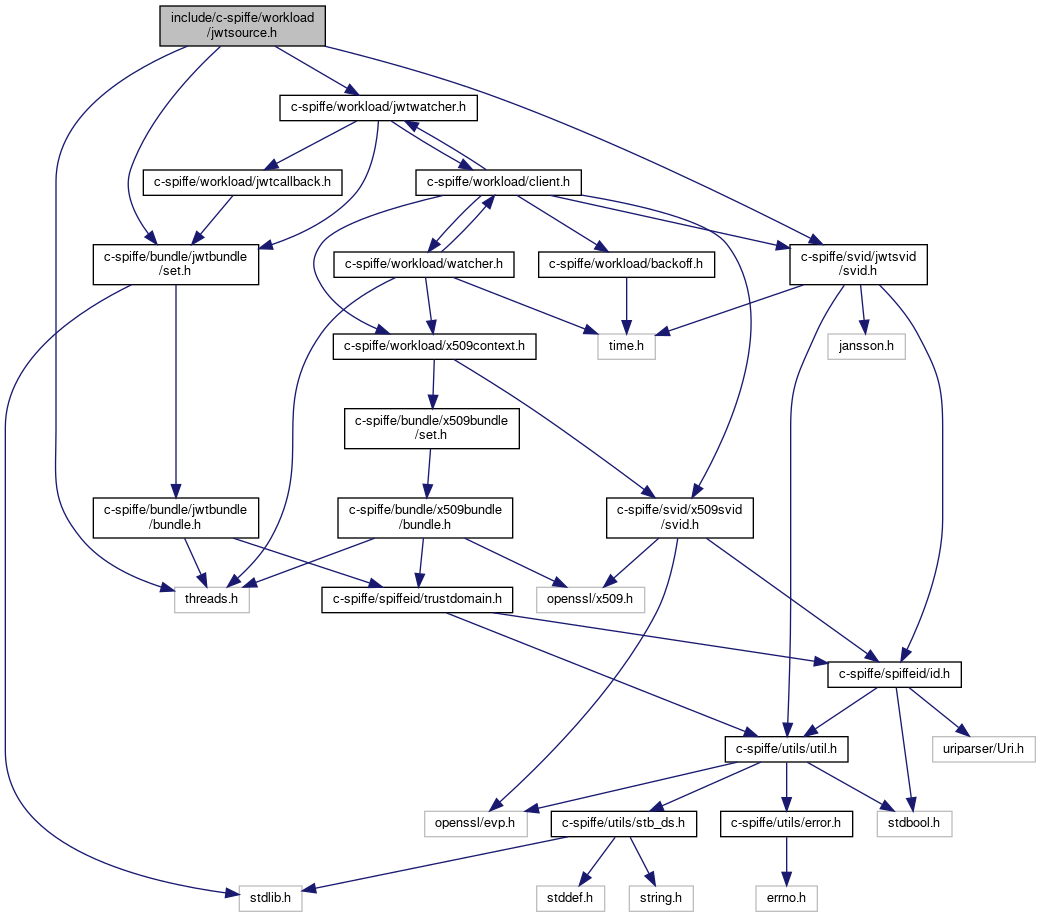 include/c-spiffe/workload
/jwtsource.h
c-spiffe/workload/jwtwatcher.h
c-spiffe/workload/jwtcallback.h
c-spiffe/workload/client.h
c-spiffe/bundle/jwtbundle
/set.h
c-spiffe/workload/watcher.h
c-spiffe/workload/backoff.h
c-spiffe/svid/jwtsvid
/svid.h
c-spiffe/workload/x509context.h
time.h
jansson.h
c-spiffe/bundle/x509bundle
/set.h
c-spiffe/bundle/jwtbundle
/bundle.h
c-spiffe/bundle/x509bundle
/bundle.h
c-spiffe/svid/x509svid
/svid.h
threads.h
c-spiffe/spiffeid/trustdomain.h
openssl/x509.h
c-spiffe/spiffeid/id.h
c-spiffe/utils/util.h
uriparser/Uri.h
openssl/evp.h
c-spiffe/utils/stb_ds.h
c-spiffe/utils/error.h
stdbool.h
stdlib.h
stddef.h
string.h
errno.h